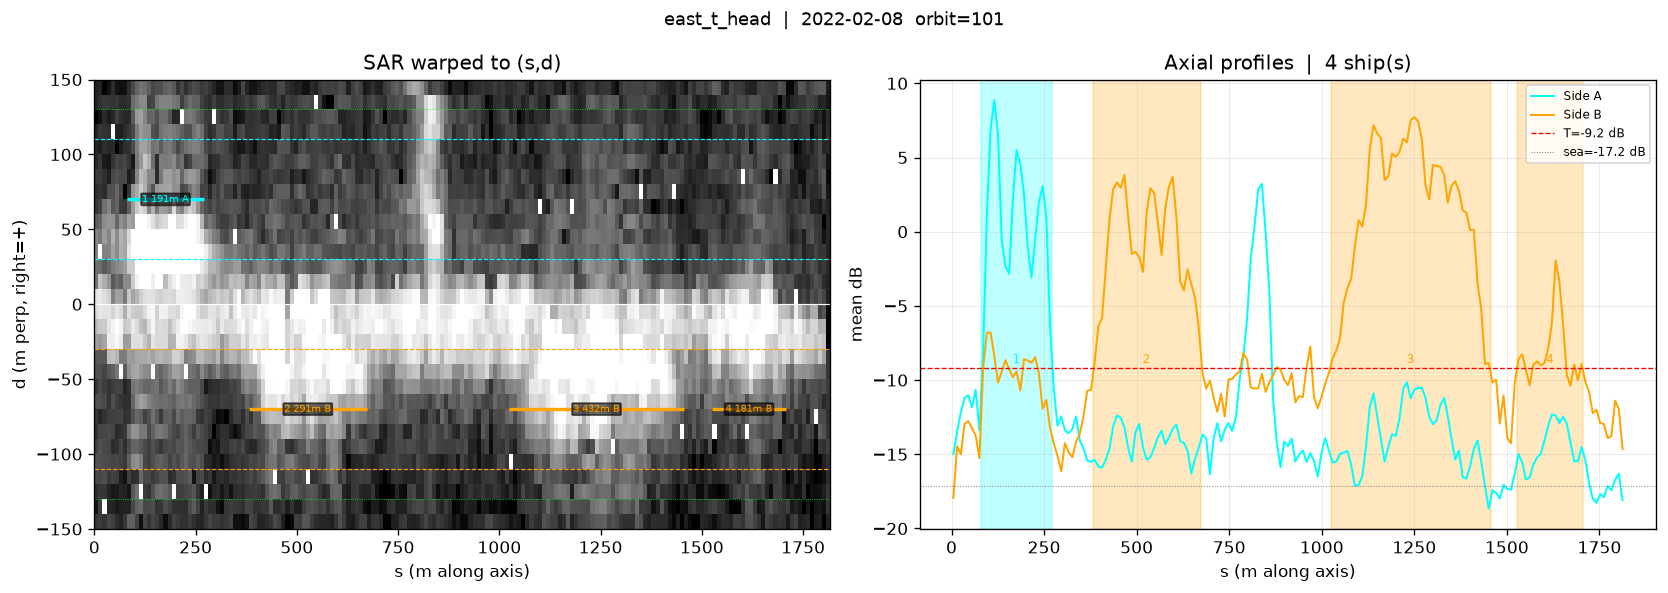 east_t_head  |  2022-02-08  orbit=101
SAR warped to (s,d)
150
100
50
0
−50
−100
−150
d (m perp, right=+)
1 191m A
2 291m B
3 432m B
4 181m B
0
250
500
750
1000
1250
1500
1750
s (m along axis)
Axial profiles  |  4 ship(s)
10
5
0
−5
−10
−15
−20
mean dB
Side A
Side B
T=-9.2 dB
sea=-17.2 dB
1
2
3
4
0
250
500
750
1000
1250
1500
1750
s (m along axis)